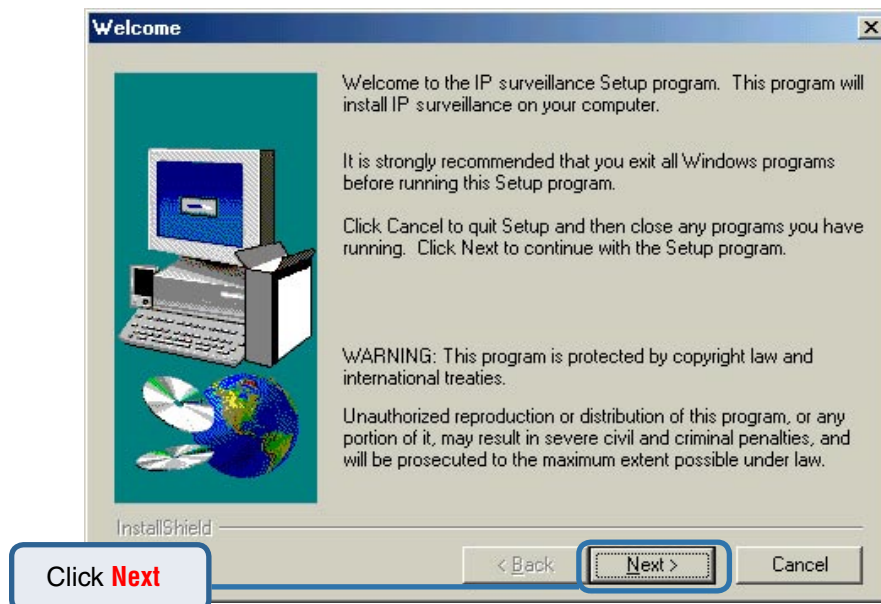 Welcome
Welcome to the IP surveillance Setup program. This program will
install IP surveillance on your computer.
It is strongly recommended that you exit all Windows programs
before running this Setup program.
Click Cancel to quit Setup and then close any programs you have
running. Click Next to continue with the Setup program.
WARNING: This program is protected by copyright law and
international treaties.
Unauthorized reproduction or distribution of this program, or any
portion of it, may result in severe civil and criminal penalties, and
will be prosecuted to the maximum extent possible under law.
InstallShield
Click Next
< Back
Next >
Cancel